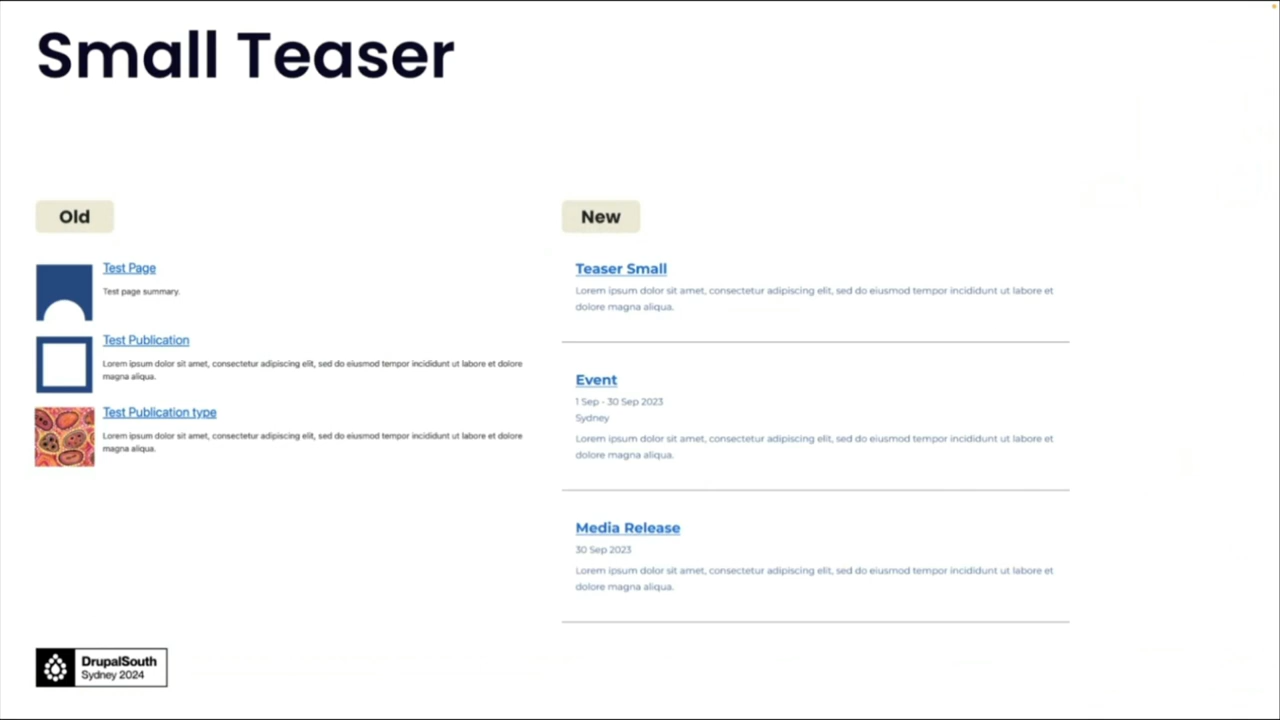 Small Teaser
Old
Test Page
Test page summary.
Test Publication
Lorem ipsum dolor sit amet, consectetur adipiscing elit, sed do eiusmod tempor incididunt ut labore et dolore
magna aliqua.
Test Publication type
Lorem ipsum dolor sit amet, consectetur adipiscing elit, sed do eiusmod tempor incididunt ut labore et dolore
magna aliqua.
New
Teaser Small
Lorem ipsum dolor sit amet, consectetur adipiscing elit, sed do eiusmod tempor incididunt ut labore et
dolore magna aliqua.
Event
1 Sep - 30 Sep 2023
Sydney
Lorem ipsum dolor sit amet, consectetur adipiscing elit, sed do eiusmod tempor incididunt ut labore et
dolore magna aliqua.
Media Release
30 Sep 2023
Lorem ipsum dolor sit amet, consectetur adipiscing elit, sed do eiusmod tempor incididunt ut labore et
dolore magna aliqua.
DrupalSouth
Sydney 2024